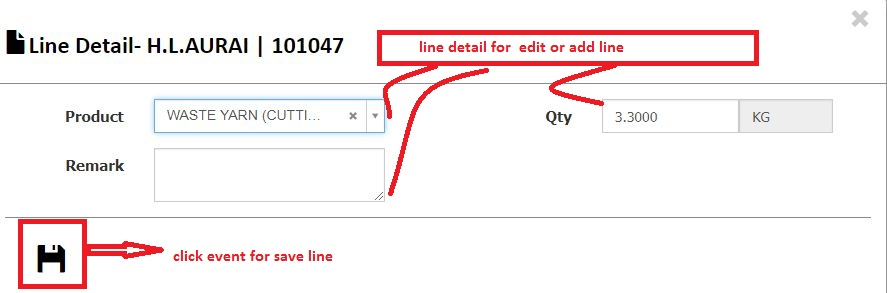 Line Detail- H.L.AURAI | 101047
line detail for edit or add line
Product
WASTE YARN (CUTTI...
Qty
3.3000
KG
Remark
click event for save line